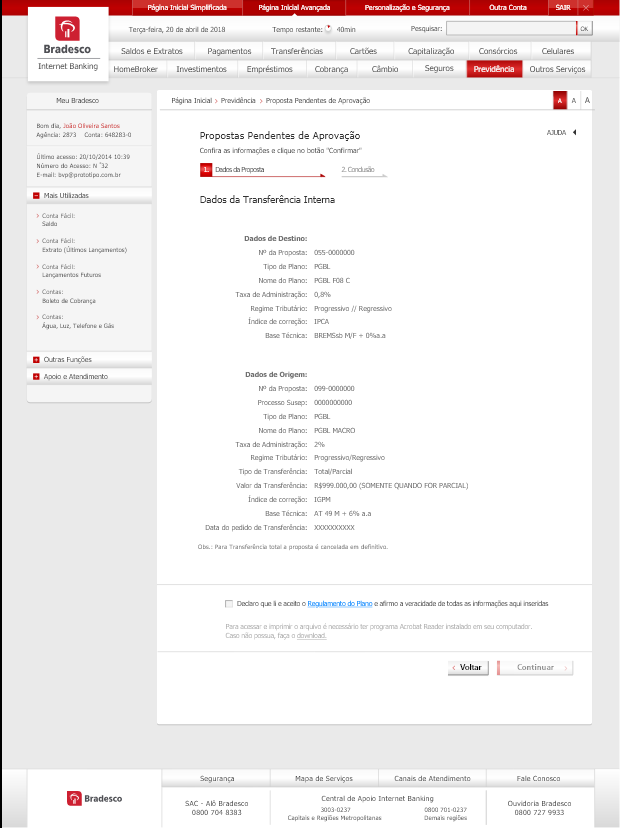 Página Inicial Simplificada Página Inicial Avançada Personalização e Segurança Outra Conta SAIR
Terça-feira, 20 de abril de 2018 Tempo restante: 40min Pesquisar: OK
Bradesco
Internet Banking
Saldos e Extratos Pagamentos Transferências Cartões Capitalização Consórcios Celulares
HomeBroker Investimentos Empréstimos Cobrança Câmbio Seguros Previdência Outros Serviços
Meu Bradesco
Bom dia, João Oliveira Santos
Agência: 2873 Conta: 648283-0
Último acesso: 20/10/2014 10:39
Número do Acesso: N°32
E-mail: bvp@prototipo.com.br
Mais Utilizadas
Conta Fácil:
Saldo
Conta Fácil:
Extrato (Últimos Lançamentos)
Conta Fácil:
Lançamentos Futuros
Contas:
Boleto de Cobrança
Contas:
Água, Luz, Telefone e Gás
Outras Funções
Apoio e Atendimento
Página Inicial > Previdência > Proposta Pendentes de Aprovação A A A
Propostas Pendentes de Aprovação AJUDA
Confira as informações e clique no botão "Confirmar"
1. Dados da Proposta 2. Conclusão
Dados da Transferência Interna
Dados de Destino:
Nº da Proposta: 055-0000000
Tipo de Plano: PGBL
Nome do Plano: PGBL F08 C
Taxa de Administração: 0,8%
Regime Tributário: Progressivo // Regressivo
Índice de correção: IPCA
Base Técnica: BREMSsb M/F + 0%a.a
Dados de Origem:
Nº da Proposta: 099-0000000
Processo Susep: 0000000000
Tipo de Plano: PGBL
Nome do Plano: PGBL MACRO
Taxa de Administração: 2%
Regime Tributário: Progressivo/Regressivo
Tipo de Transferência: Total/Parcial
Valor da Transferência: R$999.000,00 (SOMENTE QUANDO FOR PARCIAL)
Índice de correção: IGPM
Base Técnica: AT 49 M + 6% a.a
Data do pedido de Transferência: XXXXXXXXXX
Obs.: Para Transferência total a proposta é cancelada em definitivo.
Declaro que li e aceito o Regulamento do Plano e afirmo a veracidade de todas as informações aqui inseridas
Para acessar e imprimir o arquivo é necessário ter programa Acrobat Reader instalado em seu computador.
Caso não possua, faça o download.
Voltar Continuar
Bradesco
Segurança Mapa de Serviços Canais de Atendimento Fale Conosco
SAC - Alô Bradesco
0800 704 8383
Central de Apoio Internet Banking
3003-0237 0800 701-0237
Capitais e Regiões Metropolitanas Demais regiões
Ouvidoria Bradesco
0800 727 9933